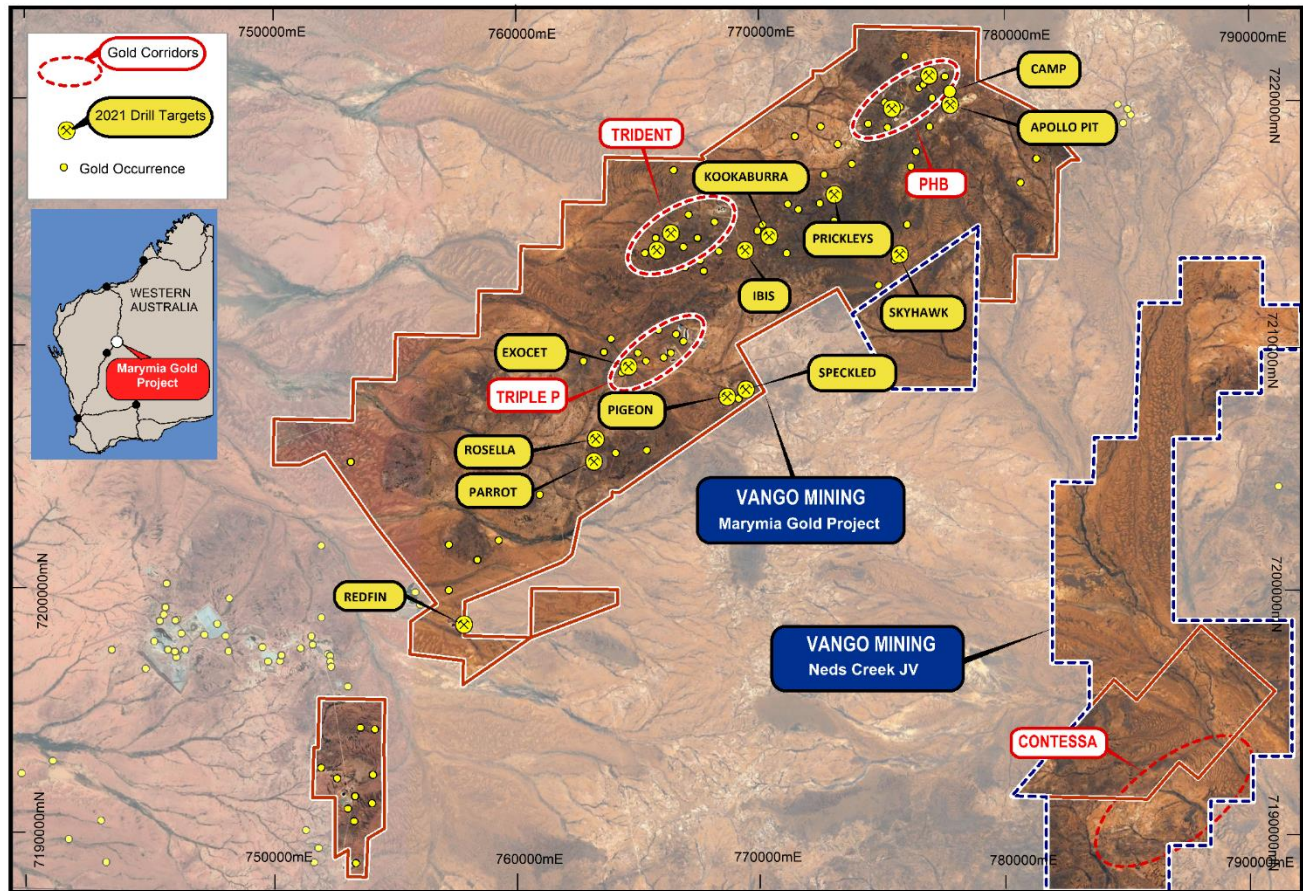 750000mE
760000mE
770000mE
780000mE
790000mE
Gold Corridors
2021 Drill Targets
Gold Occurrence
WESTERN
AUSTRALIA
Marymia Gold
Project
CAMP
APOLLO PIT
7220000mN
TRIDENT
KOOKABURRA
PHB
PRICKLEYS
IBIS
SKYHAWK
EXOCET
SPECKLED
7210000mN
TRIPLE P
PIGEON
ROSELLA
PARROT
VANGO MINING
Marymia Gold Project
7200000mN
REDFIN
7200000mN
VANGO MINING
Neds Creek JV
CONTESSA
7190000mN
7190000mN
750000mE
760000mE
770000mE
780000mE
790000mE